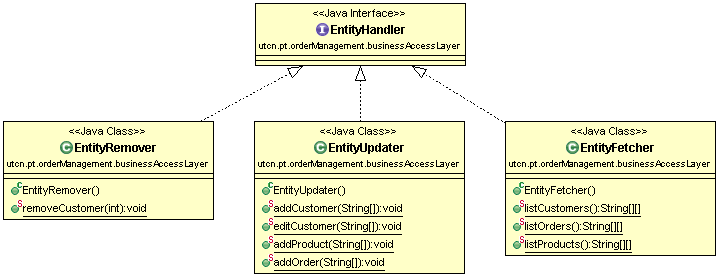 <<Java Interface>>
EntityHandler
utcn.pt.orderManagement.businessAccessLayer
<<Java Class>>
EntityRemover
utcn.pt.orderManagement.businessAccessLayer
EntityRemover()
removeCustomer(int):void
<<Java Class>>
EntityUpdater
utcn.pt.orderManagement.businessAccessLayer
EntityUpdater()
addCustomer(String[]):void
editCustomer(String[]):void
addProduct(String[]):void
addOrder(String[]):void
<<Java Class>>
EntityFetcher
utcn.pt.orderManagement.businessAccessLayer
EntityFetcher()
listCustomers():String[][]
listOrders():String[][]
listProducts():String[][]